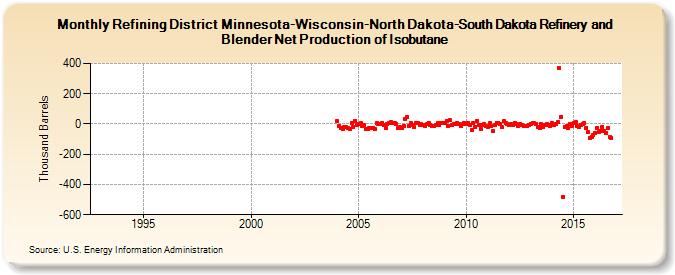 Monthly Refining District Minnesota-Wisconsin-North Dakota-South Dakota Refinery and
Blender Net Production of Isobutane
Thousand Barrels
400
200
0
-200
-400
-600
1995
2000
2005
2010
2015
Source: U.S. Energy Information Administration